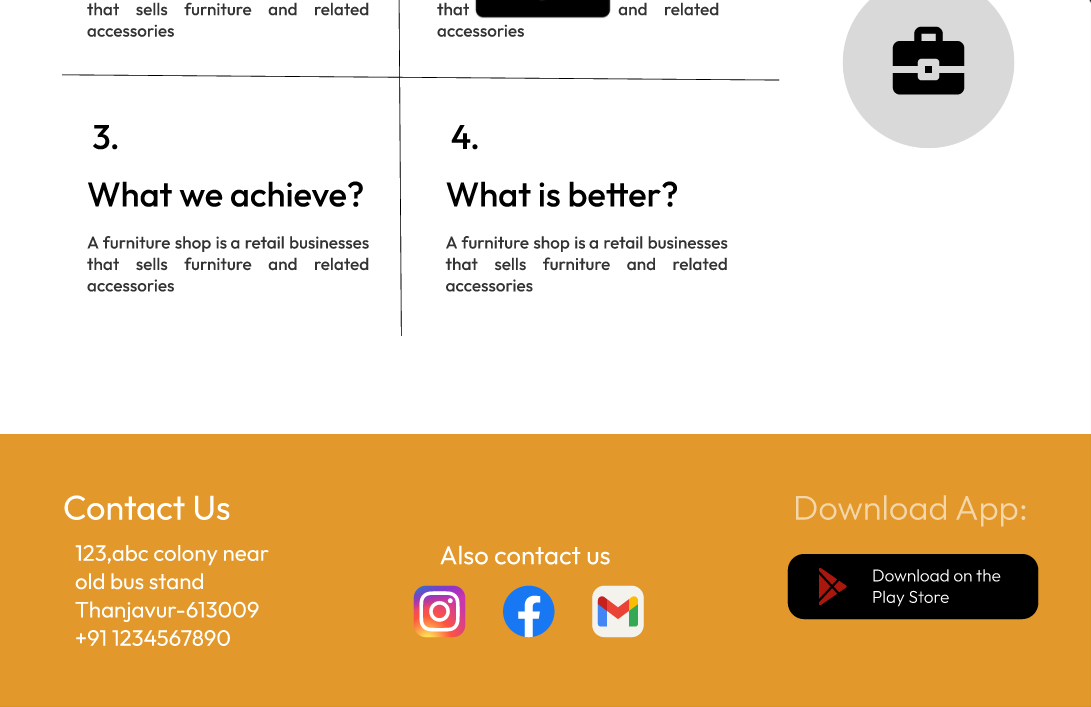 that sells furniture and related
accessories
that and related
accessories
3.
What we achieve?
A furniture shop is a retail businesses
that sells furniture and related
accessories
4.
What is better?
A furniture shop is a retail businesses
that sells furniture and related
accessories
Contact Us
123,abc colony near
old bus stand
Thanjavur-613009
+91 1234567890
Also contact us
Download App:
Download on the
Play Store